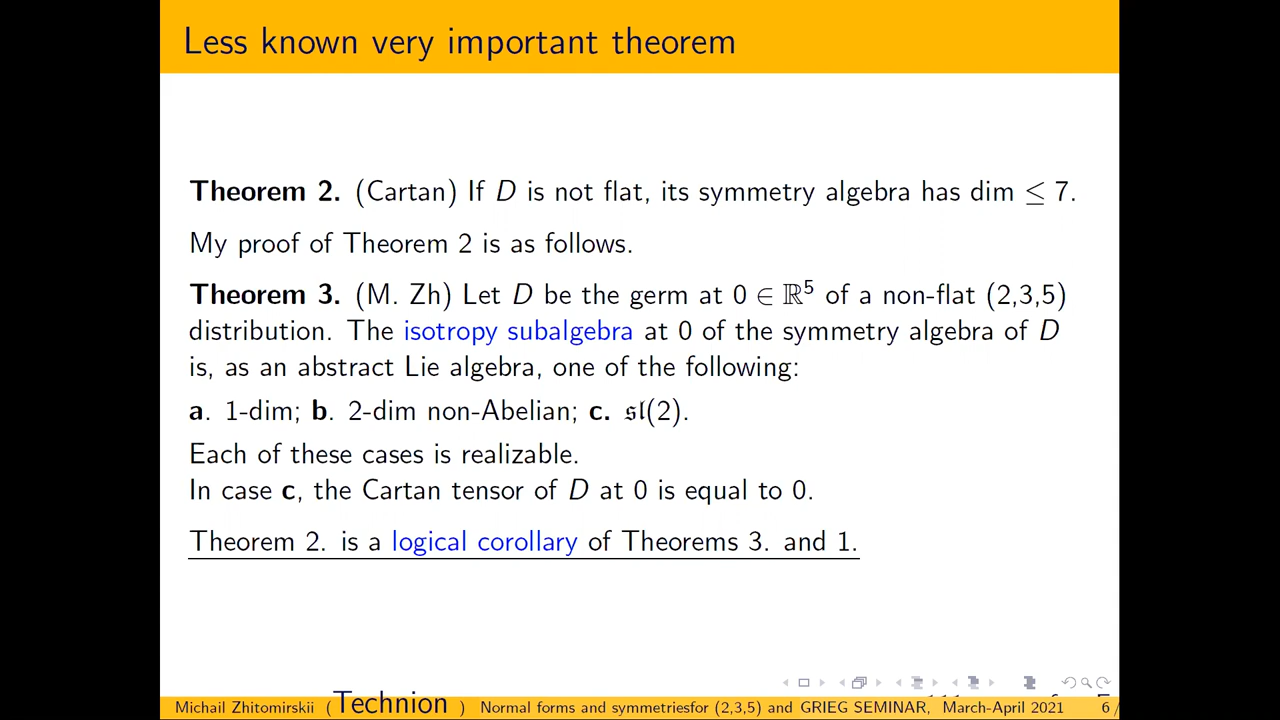 Less known very important theorem
Theorem 2. (Cartan) If D is not flat, its symmetry algebra has dim ≤ 7.
My proof of Theorem 2 is as follows.
Theorem 3. (M. Zh) Let D be the germ at 0 ∈ ℝ⁵ of a non-flat (2,3,5)
distribution. The isotropy subalgebra at 0 of the symmetry algebra of D
is, as an abstract Lie algebra, one of the following:
a. 1-dim; b. 2-dim non-Abelian; c. 𝔰𝔩(2).
Each of these cases is realizable.
In case c, the Cartan tensor of D at 0 is equal to 0.
Theorem 2. is a logical corollary of Theorems 3. and 1.
Michail Zhitomirskii ( Technion ) Normal forms and symmetriesfor (2,3,5) and GRIEG SEMINAR, March-April 2021 6 /